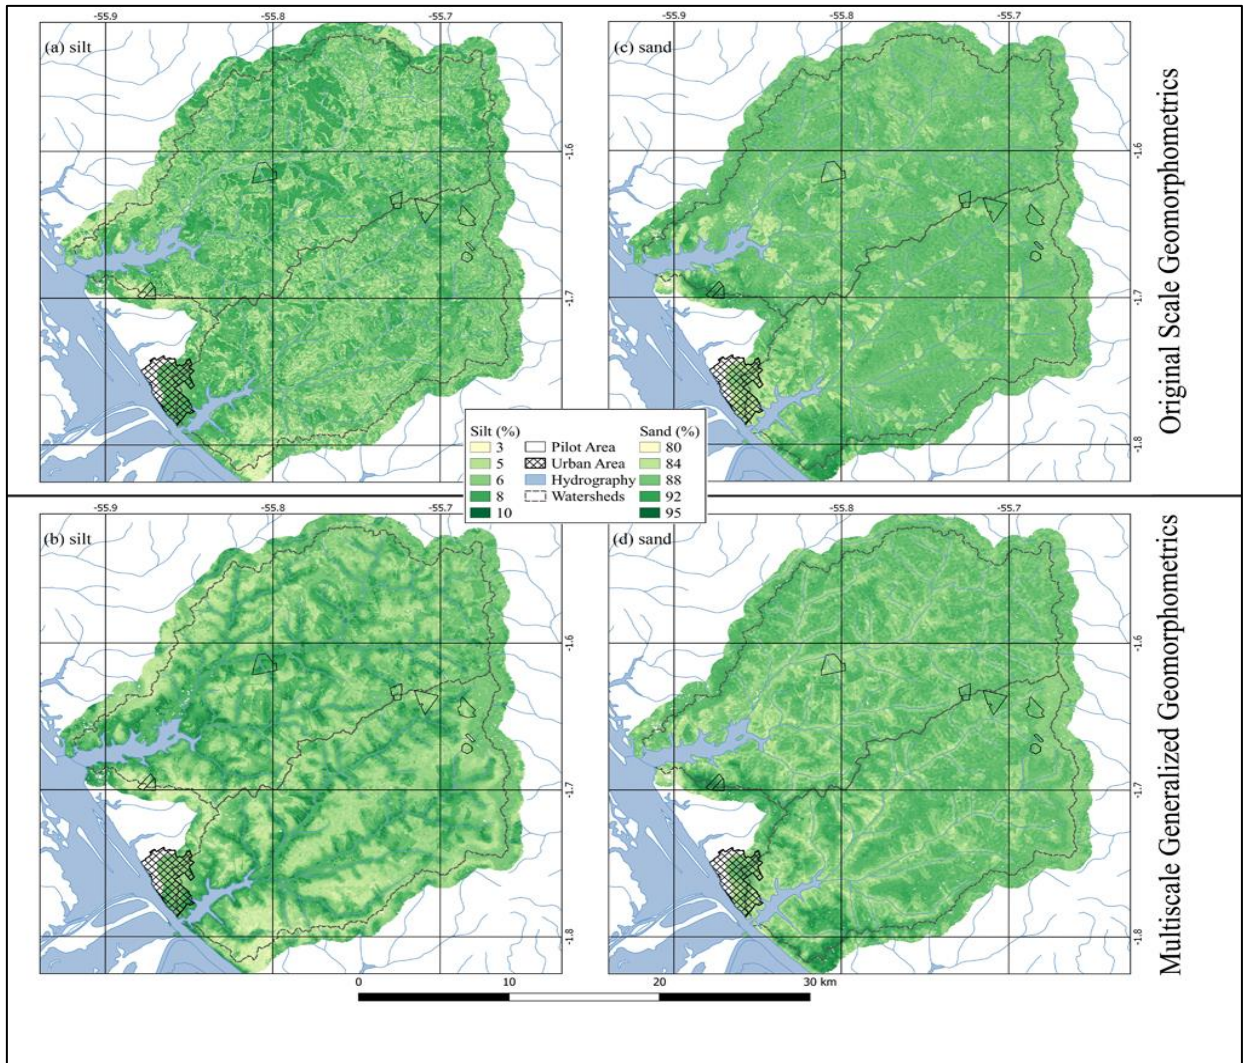 -55.9 -55.8 -55.7 -55.9 -55.8 -55.7
(a) silt (c) sand
-1.6 -1.6
-1.7 -1.7
-1.8 -1.8
Original Scale Geomorphometrics
Silt (%) Sand (%)
3 Pilot Area 80
5 Urban Area 84
6 Hydrography 88
8 Watersheds 92
10 95
-55.9 -55.8 -55.7 -55.9 -55.8 -55.7
(b) silt (d) sand
-1.6 -1.6
-1.7 -1.7
-1.8 -1.8
Multiscale Generalized Geomorphometrics
0 10 20 30 km